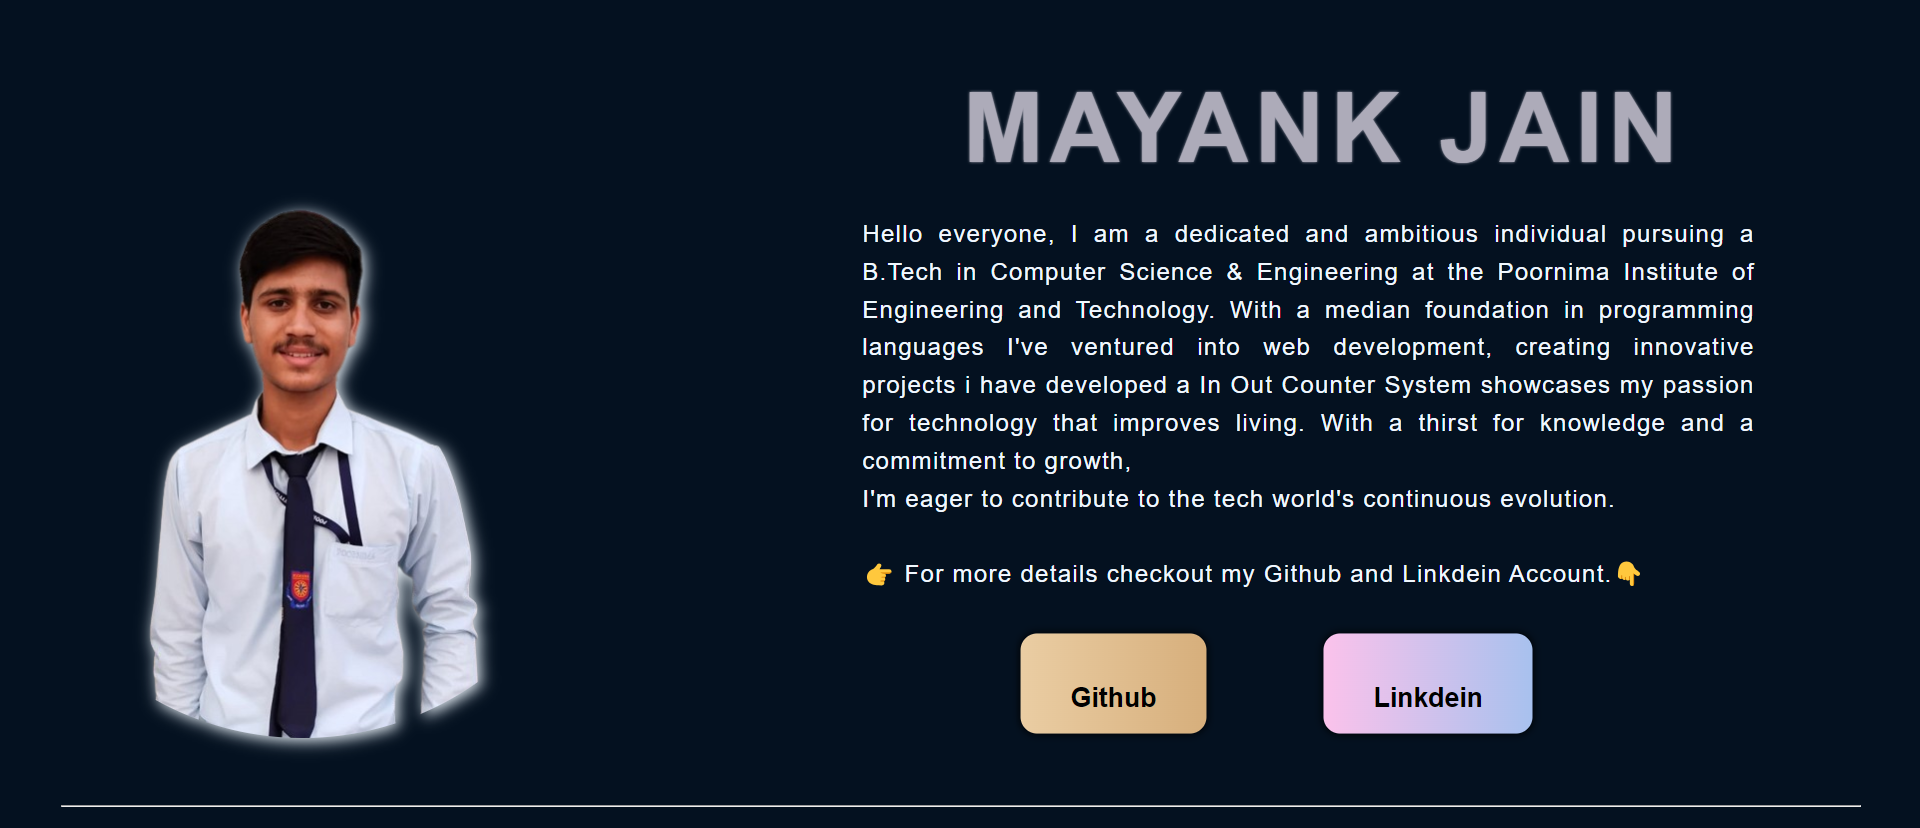 MAYANK JAIN
Hello everyone, I am a dedicated and ambitious individual pursuing a
B.Tech in Computer Science & Engineering at the Poornima Institute of
Engineering and Technology. With a median foundation in programming
languages I've ventured into web development, creating innovative
projects i have developed a In Out Counter System showcases my passion
for technology that improves living. With a thirst for knowledge and a
commitment to growth,
I'm eager to contribute to the tech world's continuous evolution.
👉 For more details checkout my Github and Linkdein Account.👇
Github
Linkdein